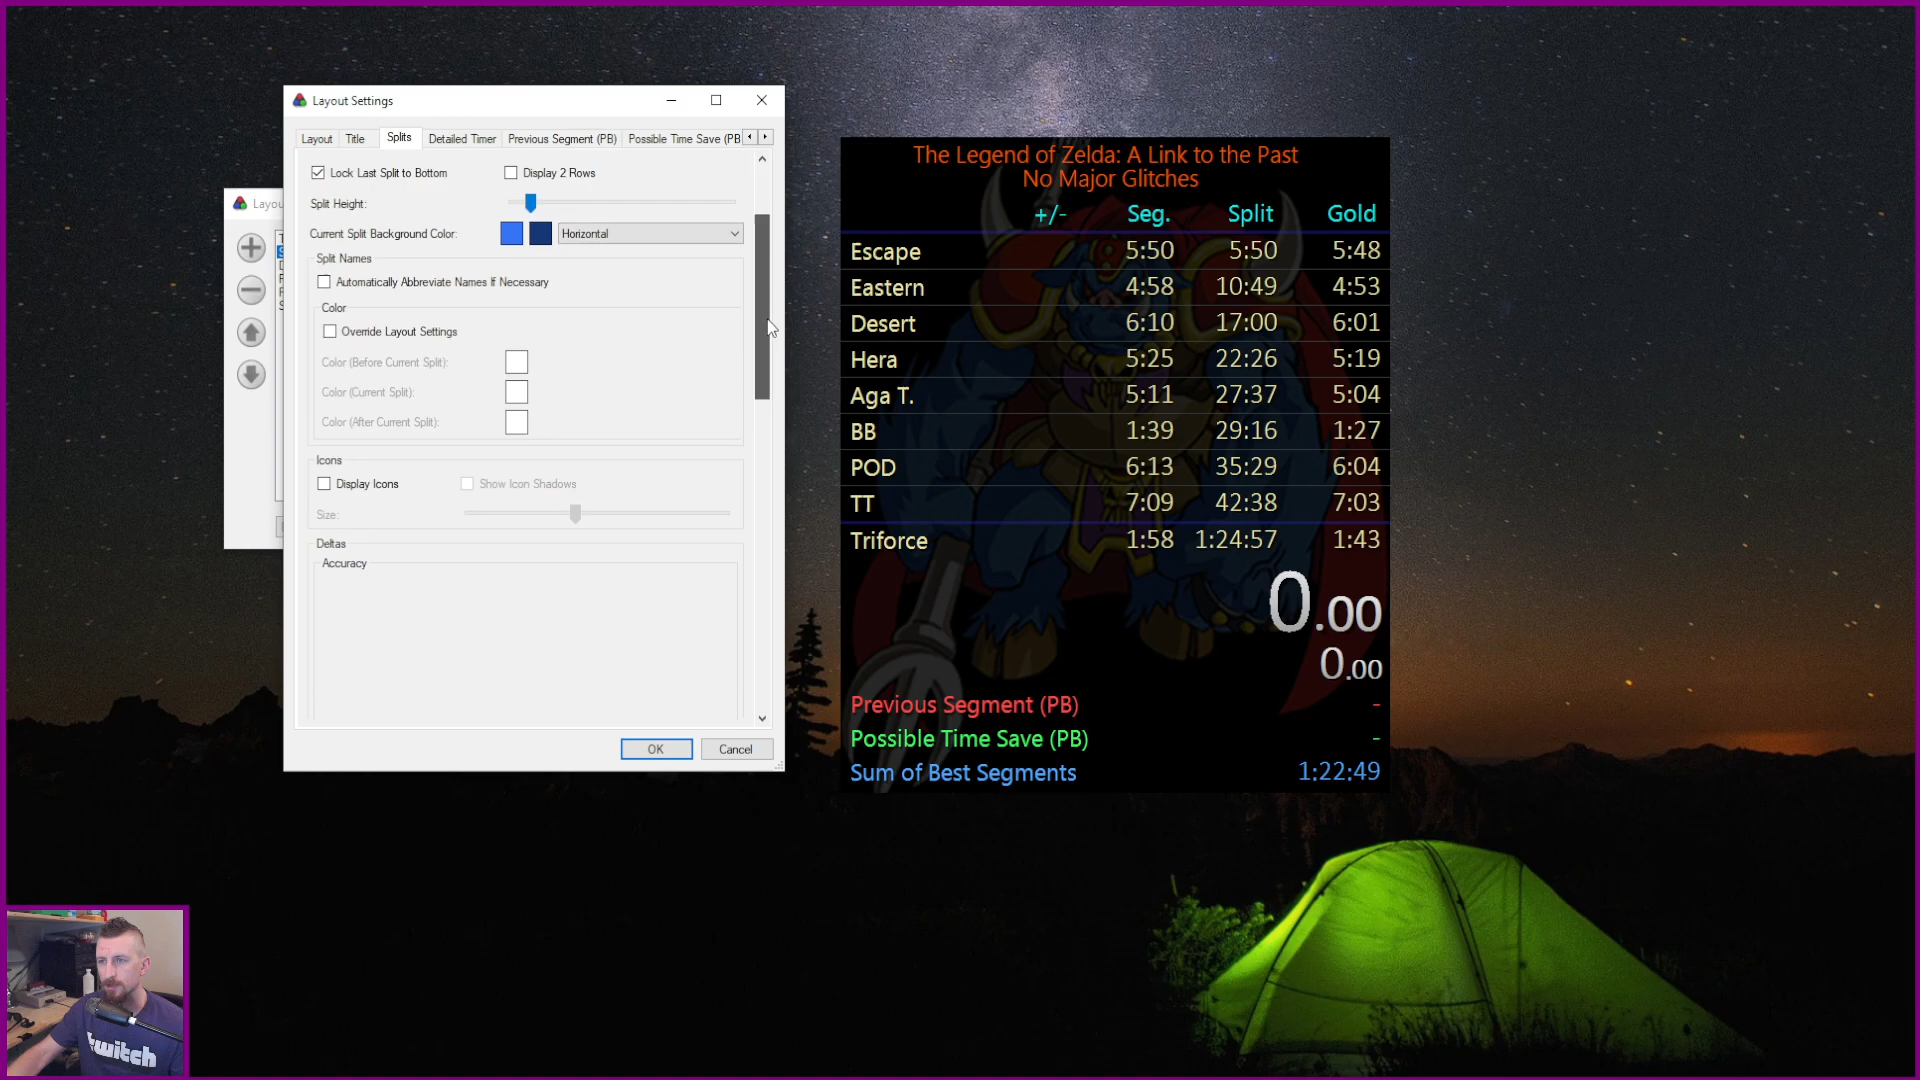 Layout Settings
Layout Title Splits Detailed Timer Previous Segment (PB) Possible Time Save (PB
Lock Last Split to Bottom Display 2 Rows
Split Height:
Current Split Background Color: Horizontal
Split Names
Automatically Abbreviate Names If Necessary
Color
Override Layout Settings
Color (Before Current Split):
Color (Current Split):
Color (After Current Split):
Icons
Display Icons Show Icon Shadows
Size:
Deltas
Accuracy
OK Cancel
Layou
The Legend of Zelda: A Link to the Past
No Major Glitches
+/- Seg. Split Gold
Escape 5:50 5:50 5:48
Eastern 4:58 10:49 4:53
Desert 6:10 17:00 6:01
Hera 5:25 22:26 5:19
Aga T. 5:11 27:37 5:04
BB 1:39 29:16 1:27
POD 6:13 35:29 6:04
TT 7:09 42:38 7:03
Triforce 1:58 1:24:57 1:43
0.00
0.00
Previous Segment (PB) -
Possible Time Save (PB) -
Sum of Best Segments 1:22:49
twitch